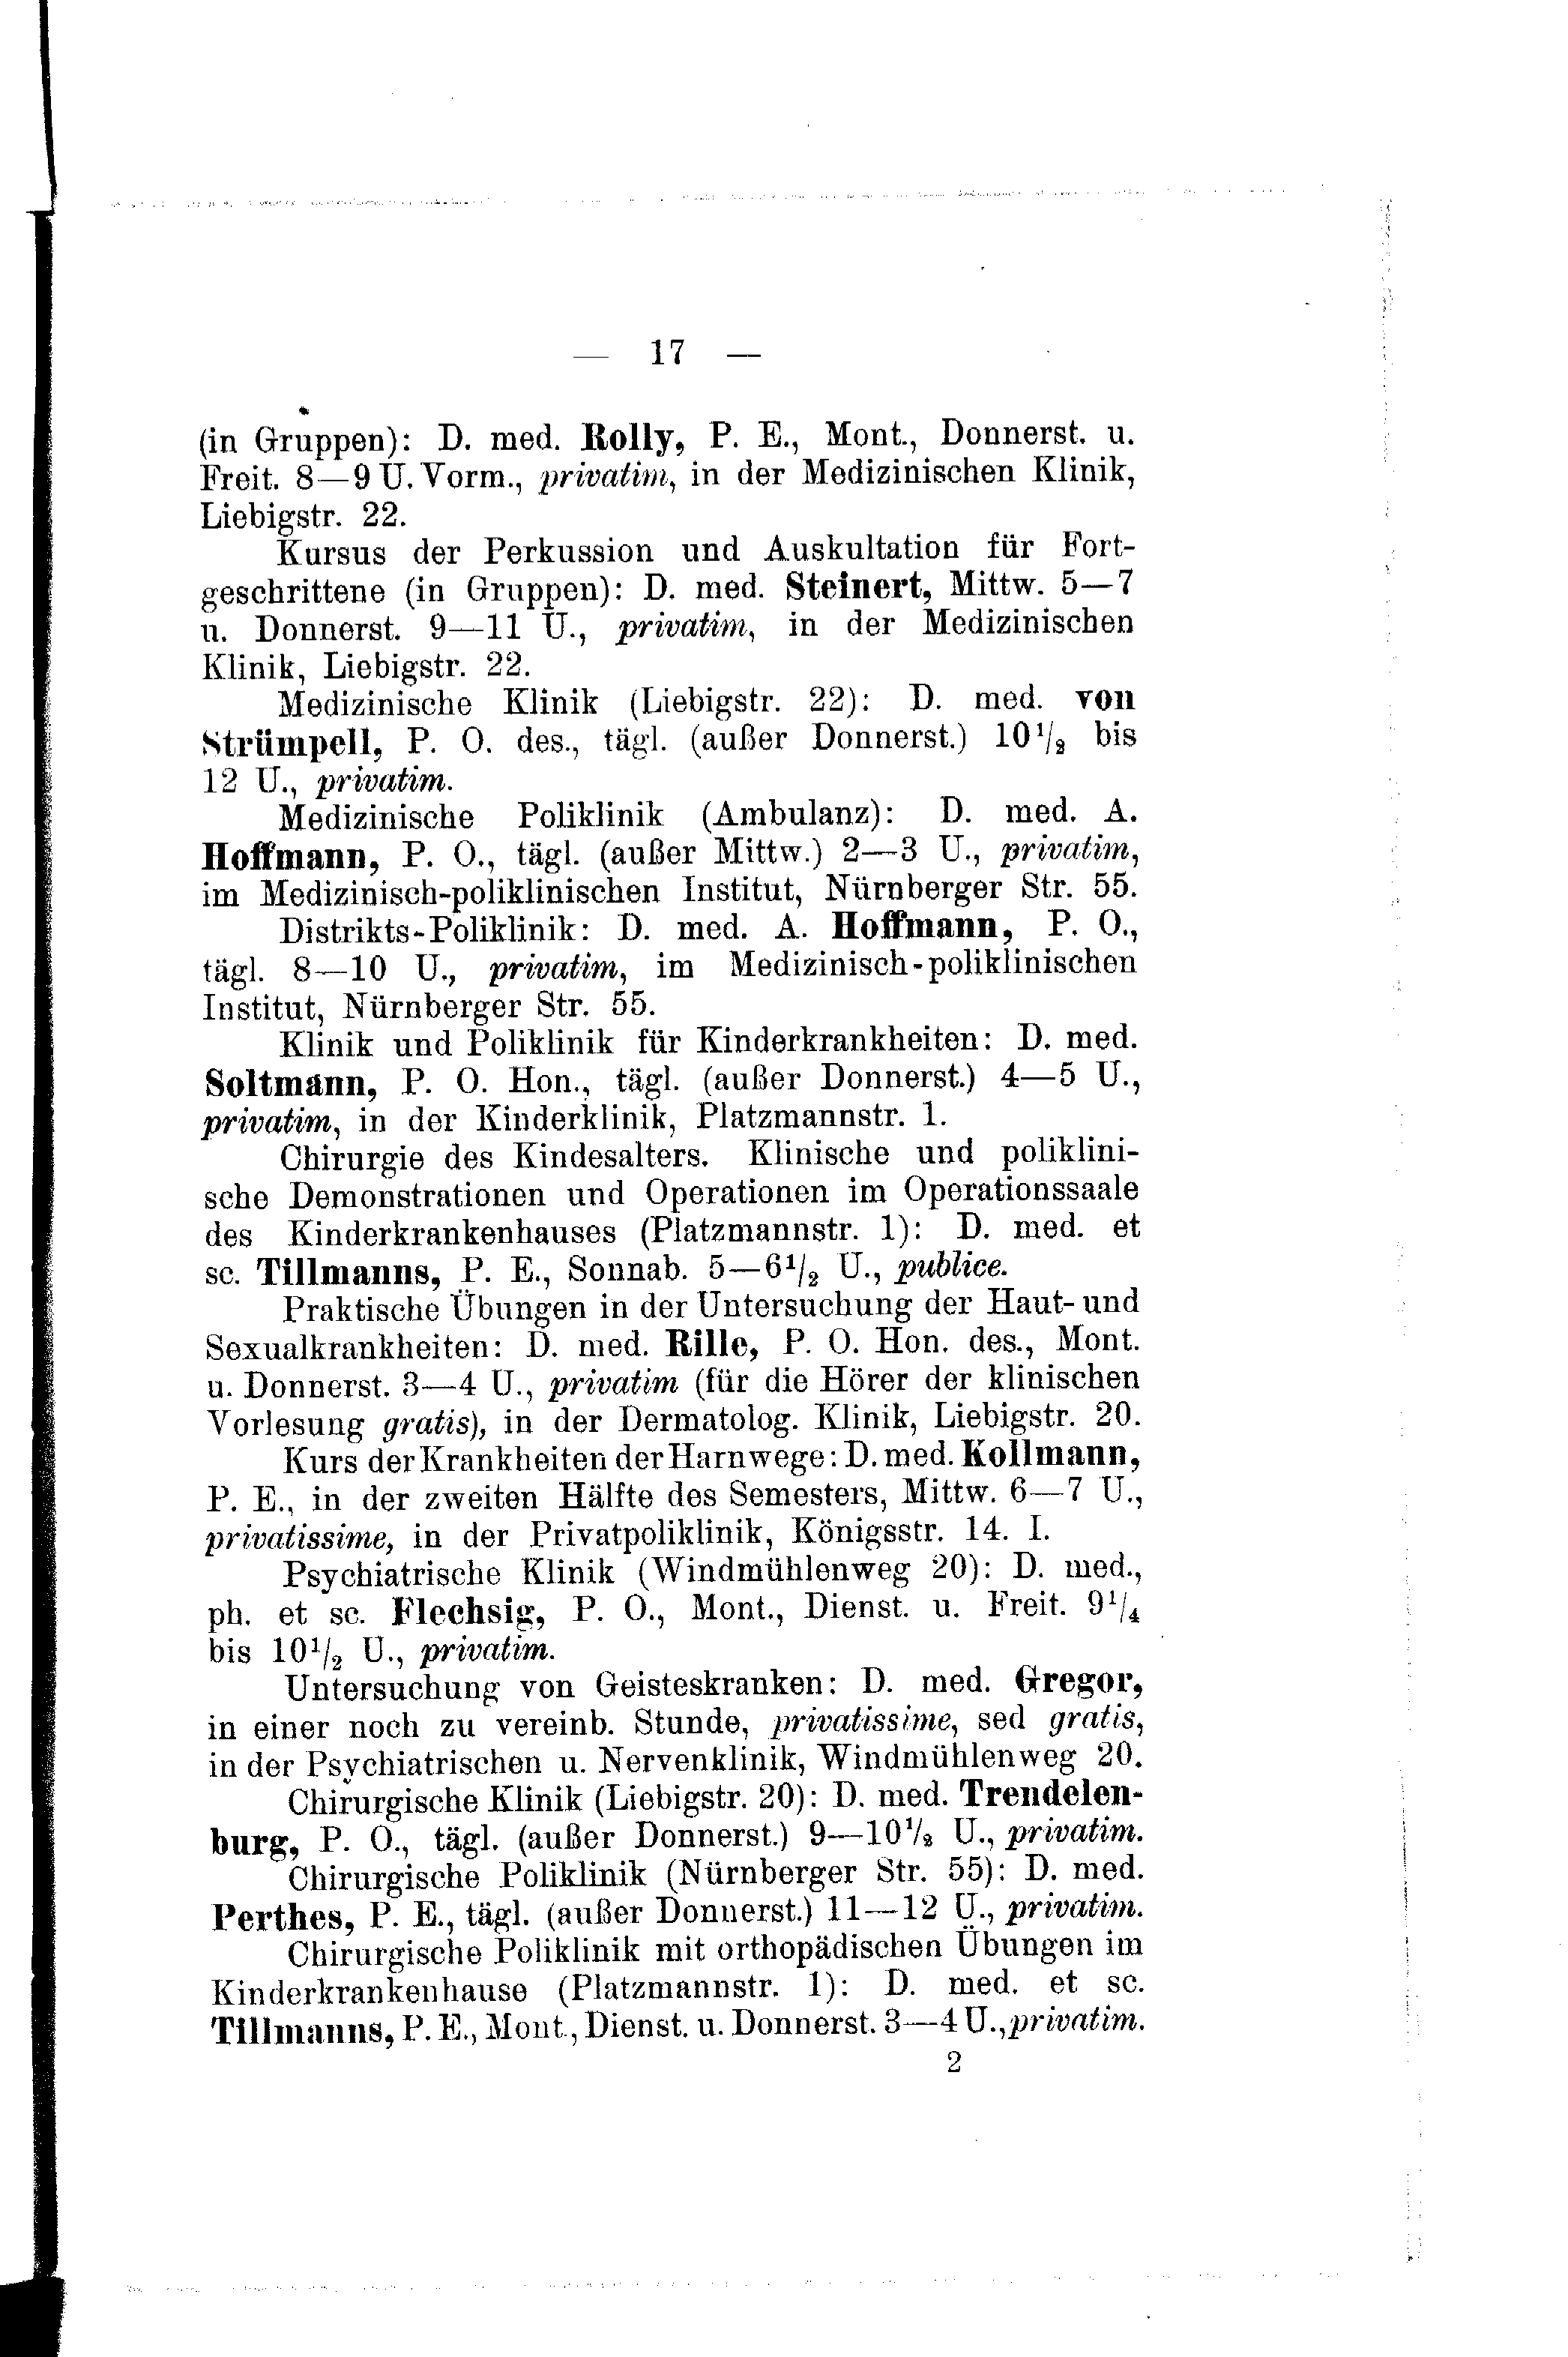 — 17 —
(in Gruppen): D. med. Rolly, P. E., Mont., Donnerst. u.
Freit. 8—9 U. Vorm., privatim, in der Medizinischen Klinik,
Liebigstr. 22.
Kursus der Perkussion und Auskultation für Fort-
geschrittene (in Gruppen): D. med. Steinert, Mittw. 5—7
u. Donnerst. 9—11 U., privatim, in der Medizinischen
Klinik, Liebigstr. 22.
Medizinische Klinik (Liebigstr. 22): D. med. von
Strümpell, P. O. des., tägl. (außer Donnerst.) 10 1/2 bis
12 U., privatim.
Medizinische Poliklinik (Ambulanz): D. med. A.
Hoffmann, P. O., tägl. (außer Mittw.) 2—3 U., privatim,
im Medizinisch-poliklinischen Institut, Nürnberger Str. 55.
Distrikts-Poliklinik: D. med. A. Hoffmann, P. O.,
tägl. 8—10 U., privatim, im Medizinisch-poliklinischen
Institut, Nürnberger Str. 55.
Klinik und Poliklinik für Kinderkrankheiten: D. med.
Soltmann, P. O. Hon., tägl. (außer Donnerst.) 4—5 U.,
privatim, in der Kinderklinik, Platzmannstr. 1.
Chirurgie des Kindesalters. Klinische und poliklini-
sche Demonstrationen und Operationen im Operationssaale
des Kinderkrankenhauses (Platzmannstr. 1): D. med. et
sc. Tillmanns, P. E., Sonnab. 5—6 1/2 U., publice.
Praktische Übungen in der Untersuchung der Haut- und
Sexualkrankheiten: D. med. Rille, P. O. Hon. des., Mont.
u. Donnerst. 3—4 U., privatim (für die Hörer der klinischen
Vorlesung gratis), in der Dermatolog. Klinik, Liebigstr. 20.
Kurs der Krankheiten der Harnwege: D. med. Kollmann,
P. E., in der zweiten Hälfte des Semesters, Mittw. 6—7 U.,
privatissime, in der Privatpoliklinik, Königsstr. 14. I.
Psychiatrische Klinik (Windmühlenweg 20): D. med.,
ph. et sc. Flechsig, P. O., Mont., Dienst. u. Freit. 9 1/4
bis 10 1/2 U., privatim.
Untersuchung von Geisteskranken: D. med. Gregor,
in einer noch zu vereinb. Stunde, privatissime, sed gratis,
in der Psychiatrischen u. Nervenklinik, Windmühlenweg 20.
Chirurgische Klinik (Liebigstr. 20): D. med. Trendelen-
burg, P. O., tägl. (außer Donnerst.) 9—10 1/2 U., privatim.
Chirurgische Poliklinik (Nürnberger Str. 55): D. med.
Perthes, P. E., tägl. (außer Donnerst.) 11—12 U., privatim.
Chirurgische Poliklinik mit orthopädischen Übungen im
Kinderkrankenhause (Platzmannstr. 1): D. med. et sc.
Tillmanns, P. E., Mont., Dienst. u. Donnerst. 3—4 U., privatim.
2